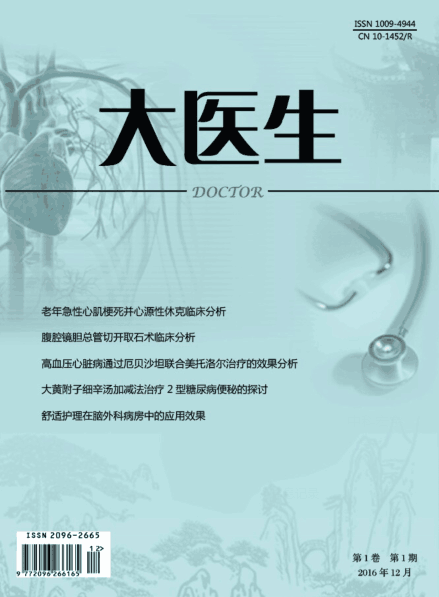 ISSN 1009-4944
CN 10-1452/R
大医生
DOCTOR
老年急性心肌梗死并心源性休克临床分析
腹腔镜胆总管切开取石术临床分析
高血压心脏病通过厄贝沙坦联合美托洛尔治疗的效果分析
大黄附子细辛汤加减法治疗 2 型糖尿病便秘的探讨
舒适护理在脑外科病房中的应用效果
ISSN 2096-2665
12>
9 772096 266165
第 1 卷 第 1 期
2016 年 12 月